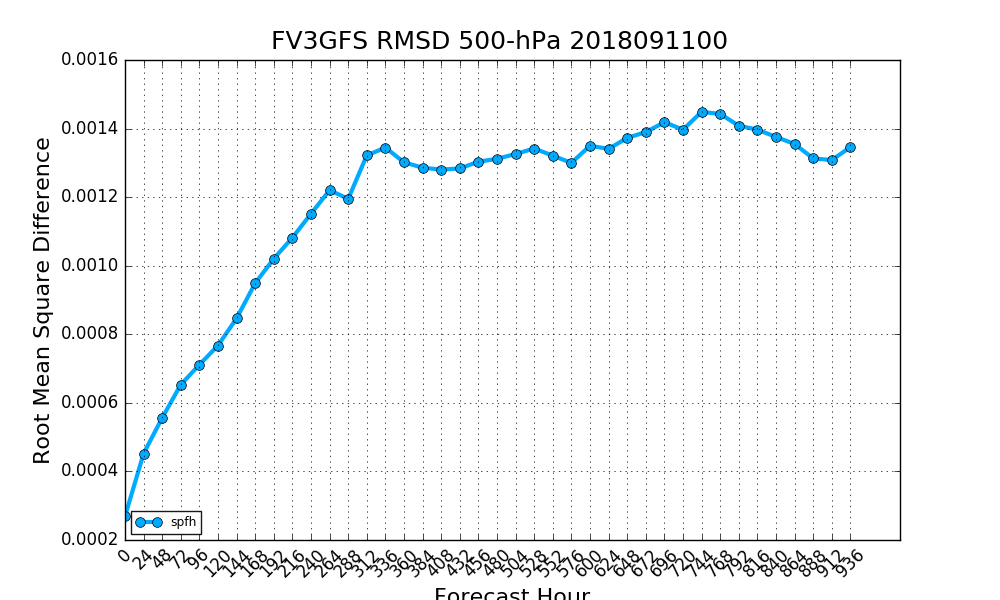 FV3GFS RMSD 500-hPa 2018091100
Root Mean Square Difference
0.0016
0.0014
0.0012
0.0010
0.0008
0.0006
0.0004
0.0002
spfh
0 24 48 72 96 120 144 168 192 216 240 264 288 312 336 360 384 408 432 456 480 504 528 552 576 600 624 648 672 696 720 744 768 792 816 840 864 888 912 936
Forecast Hour